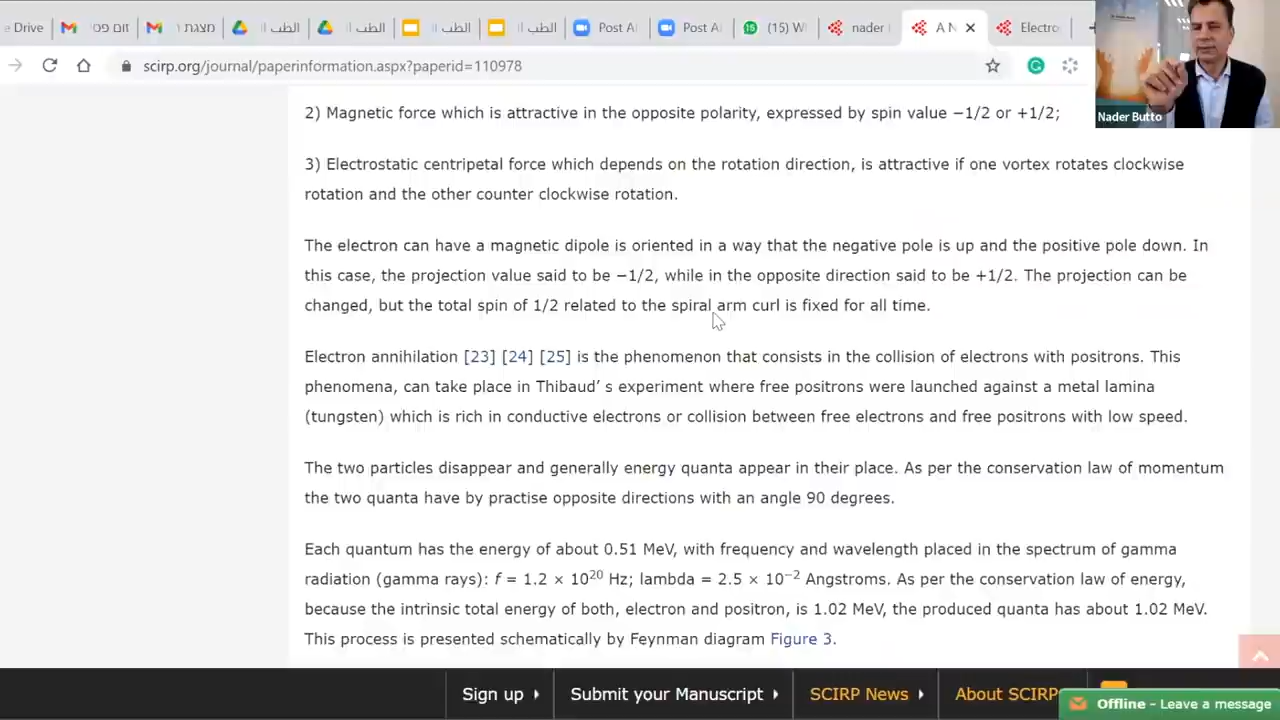 e Drive
הום פס
מצגת ו
الطب ا
الطب ال
الطب ال
الطب ال
Post Al
Post A
(15) W
nader
A N
Electro
scirp.org/journal/paperinformation.aspx?paperid=110978
Nader Butto
2) Magnetic force which is attractive in the opposite polarity, expressed by spin value −1/2 or +1/2;
3) Electrostatic centripetal force which depends on the rotation direction, is attractive if one vortex rotates clockwise
rotation and the other counter clockwise rotation.
The electron can have a magnetic dipole is oriented in a way that the negative pole is up and the positive pole down. In
this case, the projection value said to be −1/2, while in the opposite direction said to be +1/2. The projection can be
changed, but the total spin of 1/2 related to the spiral arm curl is fixed for all time.
Electron annihilation [23] [24] [25] is the phenomenon that consists in the collision of electrons with positrons. This
phenomena, can take place in Thibaud’ s experiment where free positrons were launched against a metal lamina
(tungsten) which is rich in conductive electrons or collision between free electrons and free positrons with low speed.
The two particles disappear and generally energy quanta appear in their place. As per the conservation law of momentum
the two quanta have by practise opposite directions with an angle 90 degrees.
Each quantum has the energy of about 0.51 MeV, with frequency and wavelength placed in the spectrum of gamma
radiation (gamma rays): f = 1.2 × 10²⁰ Hz; lambda = 2.5 × 10⁻² Angstroms. As per the conservation law of energy,
because the intrinsic total energy of both, electron and positron, is 1.02 MeV, the produced quanta has about 1.02 MeV.
This process is presented schematically by Feynman diagram Figure 3.
Sign up
Submit your Manuscript
SCIRP News
About SCIRP
Offline - Leave a message